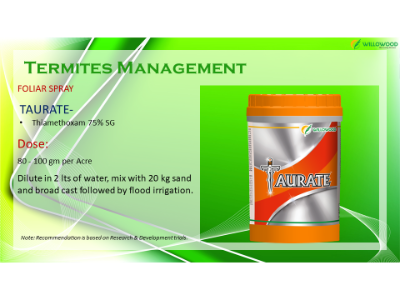 WILLOWOOD
TERMITES MANAGEMENT
FOLIAR SPRAY
TAURATE-
• Thiamethoxam 75% SG
Dose:
80 - 100 gm per Acre
Dilute in 2 lts of water, mix with 20 kg sand
and broad cast followed by flood irrigation.
WILLOWOOD
TAURATE
Note: Recommendation is based on Research & Development trials.